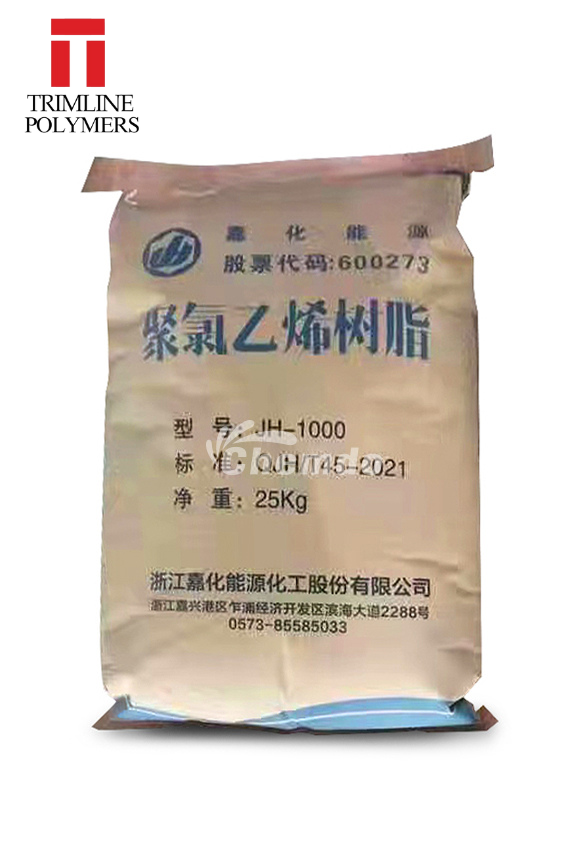 TRIMLINE
POLYMERS
嘉化能源
股票代码:600273
聚氯乙烯树脂
型 号: JH-1000
标 准: QJH/T45-2021
净 重: 25Kg
Chemdo
浙江嘉化能源化工股份有限公司
浙江嘉兴港区乍浦经济开发区滨海大道2288号
0573-85585033